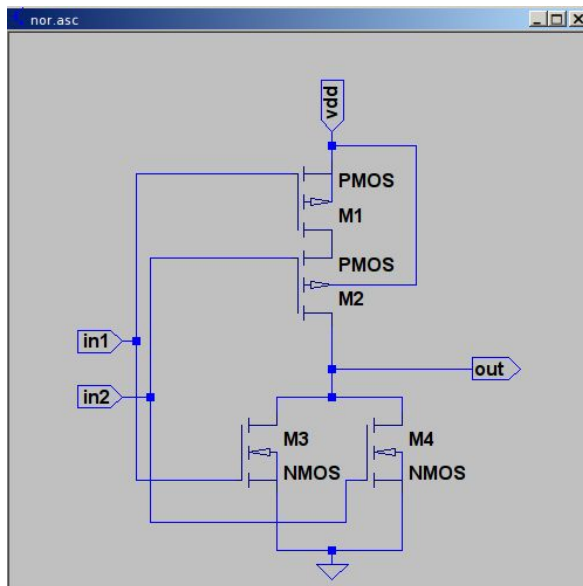 nor.asc
vdd
PMOS
M1
PMOS
M2
in1
out
in2
M3
M4
NMOS
NMOS